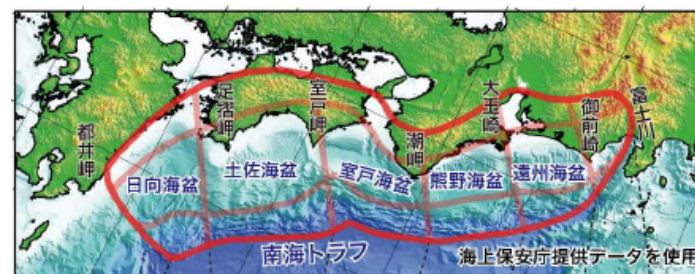 都井岬
足摺岬
室戸岬
潮岬
大王崎
御前崎
富士川
日向海盆
土佐海盆
室戸海盆
熊野海盆
遠州海盆
南海トラフ
海上保安庁提供データを使用